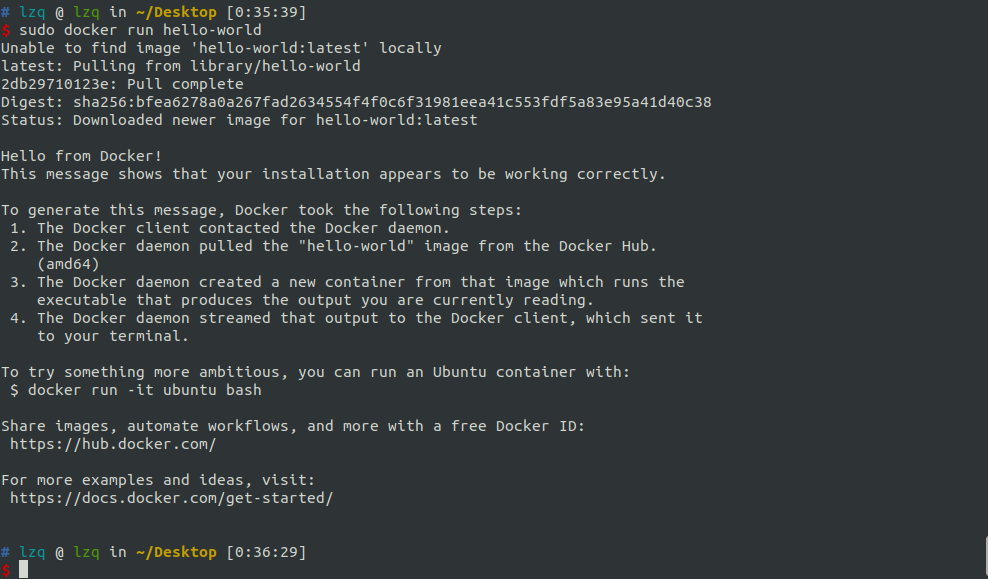 # lzq @ lzq in ~/Desktop [0:35:39]
$ sudo docker run hello-world
Unable to find image 'hello-world:latest' locally
latest: Pulling from library/hello-world
2db29710123e: Pull complete
Digest: sha256:bfea6278a0a267fad2634554f4f0c6f31981eea41c553fdf5a83e95a41d40c38
Status: Downloaded newer image for hello-world:latest

Hello from Docker!
This message shows that your installation appears to be working correctly.

To generate this message, Docker took the following steps:
 1. The Docker client contacted the Docker daemon.
 2. The Docker daemon pulled the "hello-world" image from the Docker Hub.
    (amd64)
 3. The Docker daemon created a new container from that image which runs the
    executable that produces the output you are currently reading.
 4. The Docker daemon streamed that output to the Docker client, which sent it
    to your terminal.

To try something more ambitious, you can run an Ubuntu container with:
 $ docker run -it ubuntu bash

Share images, automate workflows, and more with a free Docker ID:
 https://hub.docker.com/

For more examples and ideas, visit:
 https://docs.docker.com/get-started/

# lzq @ lzq in ~/Desktop [0:36:29]
$